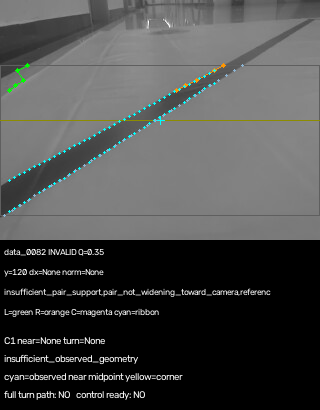 data_0082 INVALID Q=0.35
y=120 dx=None norm=None
insufficient_pair_support,pair_not_widening_toward_camera,referenc
L=green R=orange C=magenta cyan=ribbon
C1 near=None turn=None
insufficient_observed_geometry
cyan=observed near midpoint yellow=corner
full turn path: NO control ready: NO